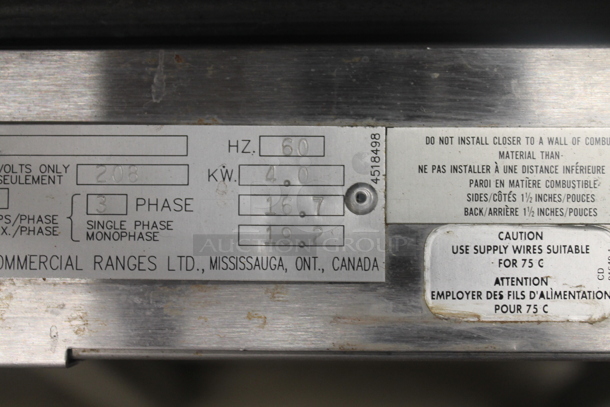 HZ. 60
VOLTS ONLY 208 KW. 4.0
SEULEMENT
PS/PHASE 3 PHASE 16.7
X./PHASE SINGLE PHASE
MONOPHASE
OMMERCIAL RANGES LTD., MISSISSAUGA, ONT., CANADA
4518498
AUCTION GROUP
DO NOT INSTALL CLOSER TO A WALL OF COMBU
MATERIAL THAN-
NE PAS INSTALLER À UNE DISTANCE INFÉRIEURE
PAROI EN MATIÈRE COMBUSTIBLE-
SIDES/CÔTÉS 1½ INCHES/POUCES
BACK/ARRIÈRE 1½ INCHES/POUCES
CAUTION
USE SUPPLY WIRES SUITABLE
FOR 75 C
ATTENTION
EMPLOYER DES FILS D'ALIMENTATION
POUR 75 C